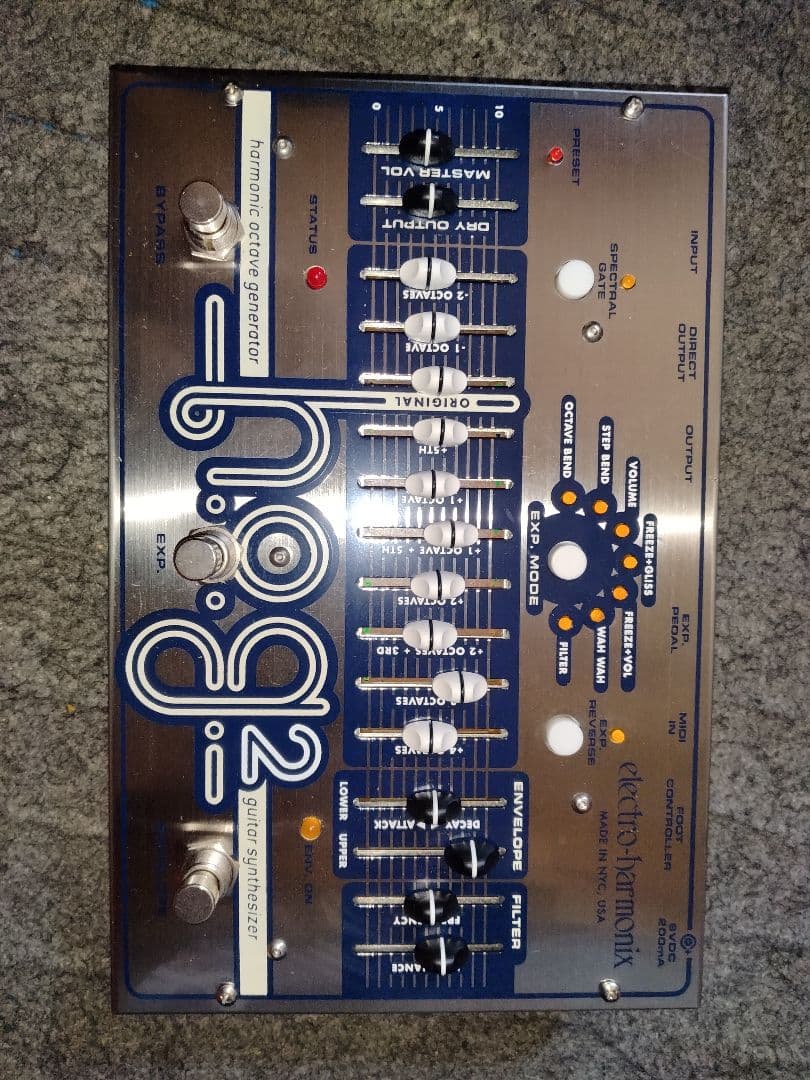 INPUT
DIRECT
OUTPUT
OUTPUT
EXP.
PEDAL
MIDI
IN
FOOT
CONTROLLER
9VDC
200mA
PRESET
SPECTRAL
GATE
OCTAVE BEND
STEP BEND
VOLUME
FREEZE+GLISS
FREEZE+VOL
WAH WAH
FILTER
EXP. MODE
EXP.
REVERSE
electro-harmonix
MADE IN NYC, USA
10
5
0
MASTER VOL
DRY OUTPUT
-2 OCTAVES
-1 OCTAVE
ORIGINAL
+5TH
+1 OCTAVE
+1 OCTAVE + 5TH
+2 OCTAVES
+2 OCTAVES + 3RD
OCTAVES
ENVELOPE
DECAY
ATTACK
LOWER
UPPER
FILTER
STATUS
ENV. ON
harmonic octave generator
h.o.g.
2
guitar synthesizer
BYPASS
EXP.